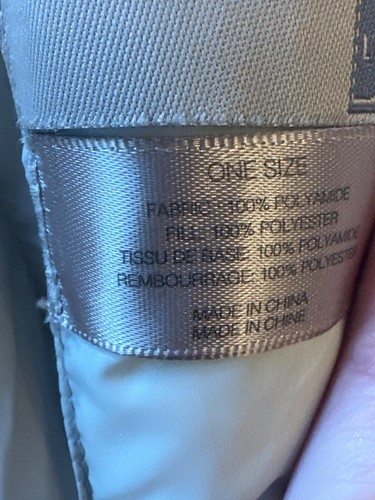 ONE SIZE
FABRIC : 100% POLYAMIDE
FILL: 100% POLYESTER
TISSU DE BASE: 100% POLYAMIDE
REMBOURRAGE: 100% POLYESTER
MADE IN CHINA
MADE IN CHINE